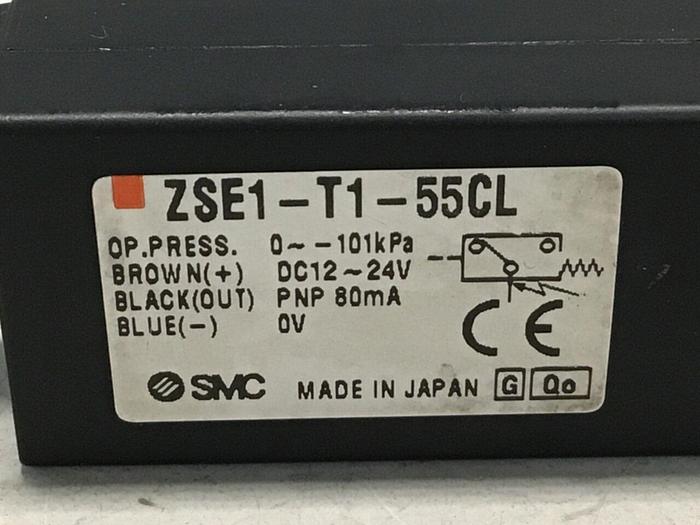 ZSE1-T1-55CL
OP.PRESS. 0~-101kPa
BROWN(+) DC12~24V
BLACK(OUT) PNP 80mA
BLUE(-) 0V
CE
SMC MADE IN JAPAN G Qo